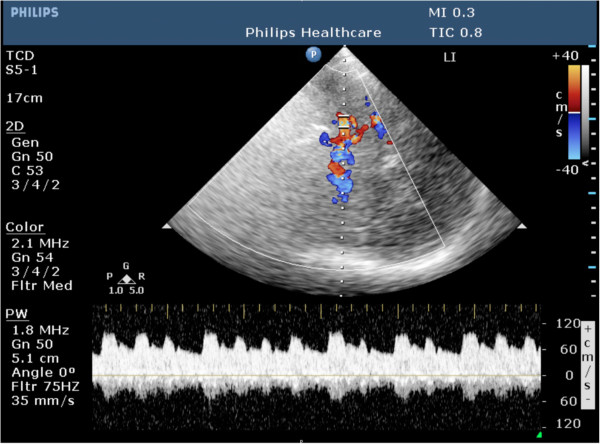 PHILIPS
MI 0.3
Philips Healthcare
TIC 0.8
TCD
S5-1
17cm
2D
Gen
Gn 50
C 53
3/4/2
Color
2.1 MHz
Gn 54
3/4/2
Fltr Med
PW
1.8 MHz
Gn 50
5.1 cm
Angle 0º
Fltr 75HZ
35 mm/s
P
LI
+40
cm/s
-40
G
P R
1.0 5.0
120
60
60
120
+
cm/s
-